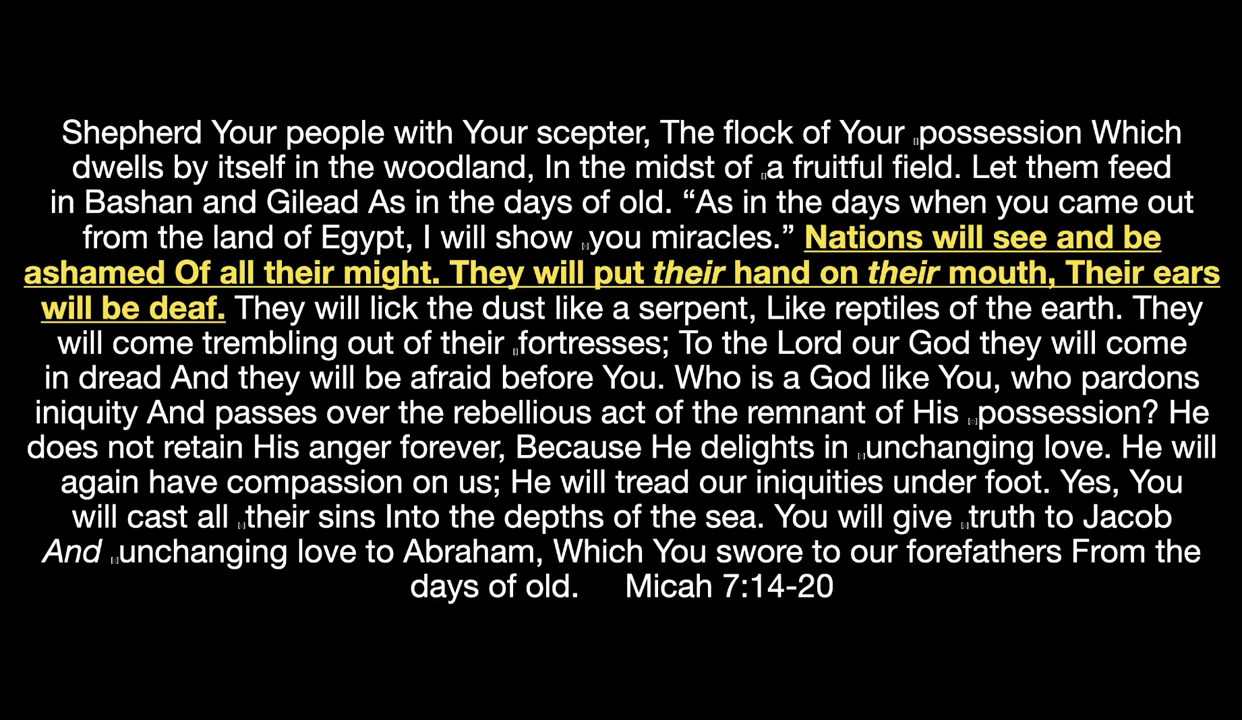 Shepherd Your people with Your scepter, The flock of Your possession Which
dwells by itself in the woodland, In the midst of a fruitful field. Let them feed
in Bashan and Gilead As in the days of old. “As in the days when you came out
from the land of Egypt, I will show you miracles.” Nations will see and be
ashamed Of all their might. They will put their hand on their mouth, Their ears
will be deaf. They will lick the dust like a serpent, Like reptiles of the earth. They
will come trembling out of their fortresses; To the Lord our God they will come
in dread And they will be afraid before You. Who is a God like You, who pardons
iniquity And passes over the rebellious act of the remnant of His possession? He
does not retain His anger forever, Because He delights in unchanging love. He will
again have compassion on us; He will tread our iniquities under foot. Yes, You
will cast all their sins Into the depths of the sea. You will give truth to Jacob
And unchanging love to Abraham, Which You swore to our forefathers From the
days of old. Micah 7:14-20